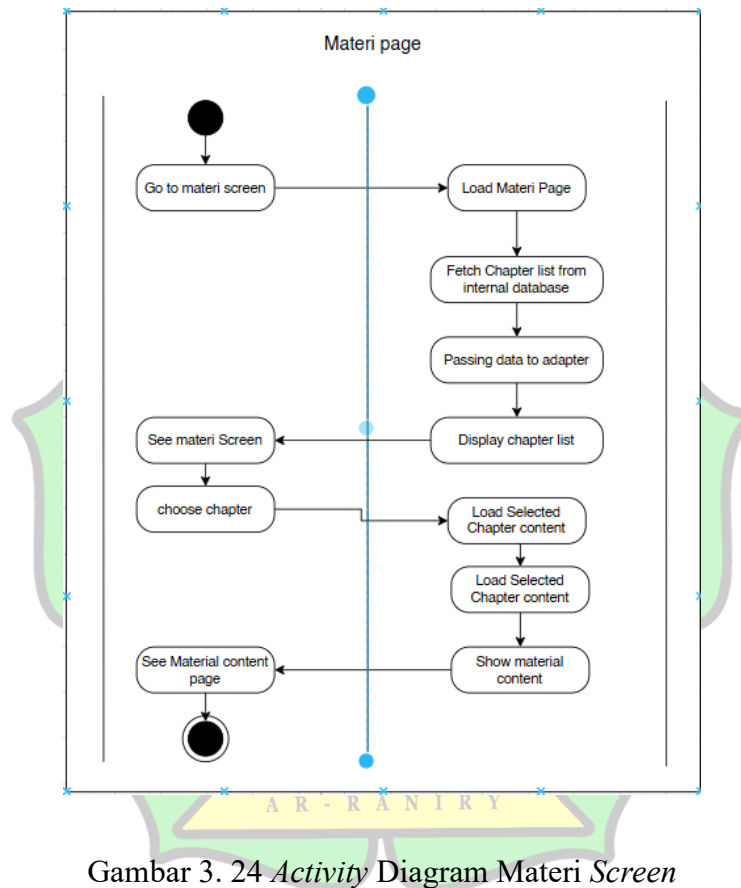 Materi page
Go to materi screen
Load Materi Page
Fetch Chapter list from
internal database
Passing data to adapter
See materi Screen
Display chapter list
choose chapter
Load Selected
Chapter content
Load Selected
Chapter content
See Material content
page
Show material
content
AR-RANIRY
Gambar 3. 24 Activity Diagram Materi Screen